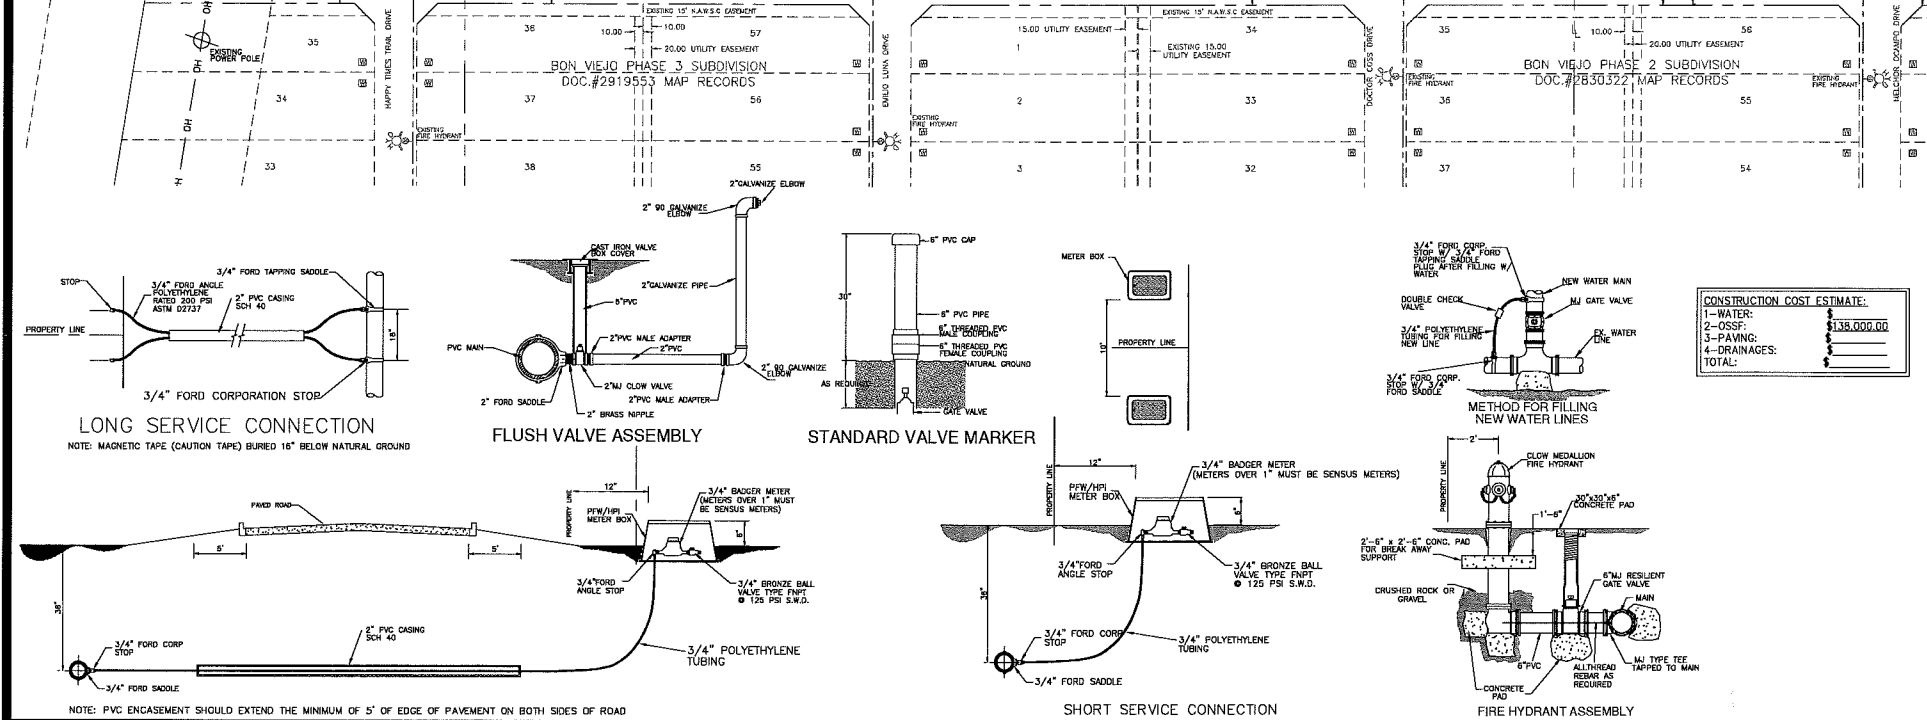 EXISTING 15' N.A.W.S.C EASEMENT
EXISTING 15' N.A.W.S.C EASEMENT
OH
EXISTING
POWER POLE
OH
HO
H
35
34
33
HAPPY TIMES TRAIL DRIVE
EXISTING
FIRE HYDRANT
36
10.00
10.00
20.00 UTILITY EASEMENT
57
BON VIEJO PHASE 3 SUBDIVISION
DOC.#2919553 MAP RECORDS
37
56
38
55
EMILIO LUNA DRIVE
EXISTING
FIRE HYDRANT
15.00 UTILITY EASEMENT
1
34
EXISTING 15.00
UTILITY EASEMENT
2
33
3
32
DOCTOR COSS DRIVE
EXISTING
FIRE HYDRANT
35
10.00
20.00 UTILITY EASEMENT
56
BON VIEJO PHASE 2 SUBDIVISION
DOC.#2830322 MAP RECORDS
36
55
37
54
EXISTING
FIRE HYDRANT
MELCHOR OCAMPO DRIVE
STOP
3/4" FORD ANGLE
POLYETHYLENE
RATED 200 PSI
ASTM D2737
3/4" FORD TAPPING SADDLE
2" PVC CASING
SCH 40
PROPERTY LINE
18"
3/4" FORD CORPORATION STOP
LONG SERVICE CONNECTION
NOTE: MAGNETIC TAPE (CAUTION TAPE) BURIED 16" BELOW NATURAL GROUND
2"GALVANIZE ELBOW
2" 90 GALVANIZE
ELBOW
CAST IRON VALVE
BOX COVER
2"GALVANIZE PIPE
6"PVC
PVC MAIN
2"PVC MALE ADAPTER
2"PVC
2" 90 GALVANIZE
ELBOW
2"MJ CLOW VALVE
2" FORD SADDLE
2"PVC MALE ADAPTER
2" BRASS NIPPLE
FLUSH VALVE ASSEMBLY
6" PVC CAP
30"
6" PVC PIPE
6" THREADED PVC
MALE COUPLING
6" THREADED PVC
FEMALE COUPLING
NATURAL GROUND
AS REQUIRED
GATE VALVE
STANDARD VALVE MARKER
METER BOX
10'
PROPERTY LINE
3/4" FORD CORP.
STOP W/ 3/4" FORD
TAPPING SADDLE
PLUG AFTER FILLING W/
WATER
NEW WATER MAIN
DOUBLE CHECK
VALVE
MJ GATE VALVE
3/4" POLYETHYLENE
TUBING FOR FILLING
NEW LINE
EX. WATER
LINE
3/4" FORD CORP.
STOP W/ 3/4"
FORD SADDLE
METHOD FOR FILLING
NEW WATER LINES
CONSTRUCTION COST ESTIMATE:
1-WATER: $
2-OSSF: $138,000.00
3-PAVING: $
4-DRAINAGES: $
TOTAL: $
PAVED ROAD
5'
5'
36"
PROPERTY LINE
12"
PFW/HPI
METER BOX
3/4" BADGER METER
(METERS OVER 1" MUST
BE SENSUS METERS)
6"
3/4"FORD
ANGLE STOP
3/4" BRONZE BALL
VALVE TYPE FNPT
@ 125 PSI S.W.D.
3/4" FORD CORP
STOP
2" PVC CASING
SCH 40
3/4" POLYETHYLENE
TUBING
3/4" FORD SADDLE
NOTE: PVC ENCASEMENT SHOULD EXTEND THE MINIMUM OF 5' OF EDGE OF PAVEMENT ON BOTH SIDES OF ROAD
PROPERTY LINE
12"
3/4" BADGER METER
(METERS OVER 1" MUST BE SENSUS METERS)
PFW/HPI
METER BOX
6"
36"
3/4"FORD
ANGLE STOP
3/4" BRONZE BALL
VALVE TYPE FNPT
@ 125 PSI S.W.D.
3/4" FORD CORP
STOP
3/4" POLYETHYLENE
TUBING
3/4" FORD SADDLE
SHORT SERVICE CONNECTION
PROPERTY LINE
2'
CLOW MEDALLION
FIRE HYDRANT
30"x30"x6"
CONCRETE PAD
1'-6"
2'-6" x 2'-6" CONC. PAD
FOR BREAK AWAY
SUPPORT
CRUSHED ROCK OR
GRAVEL
6"MJ RESILIENT
GATE VALVE
MAIN
6"PVC
ALLTHREAD
REBAR AS
REQUIRED
MJ TYPE TEE
TAPPED TO MAIN
CONCRETE
PAD
FIRE HYDRANT ASSEMBLY